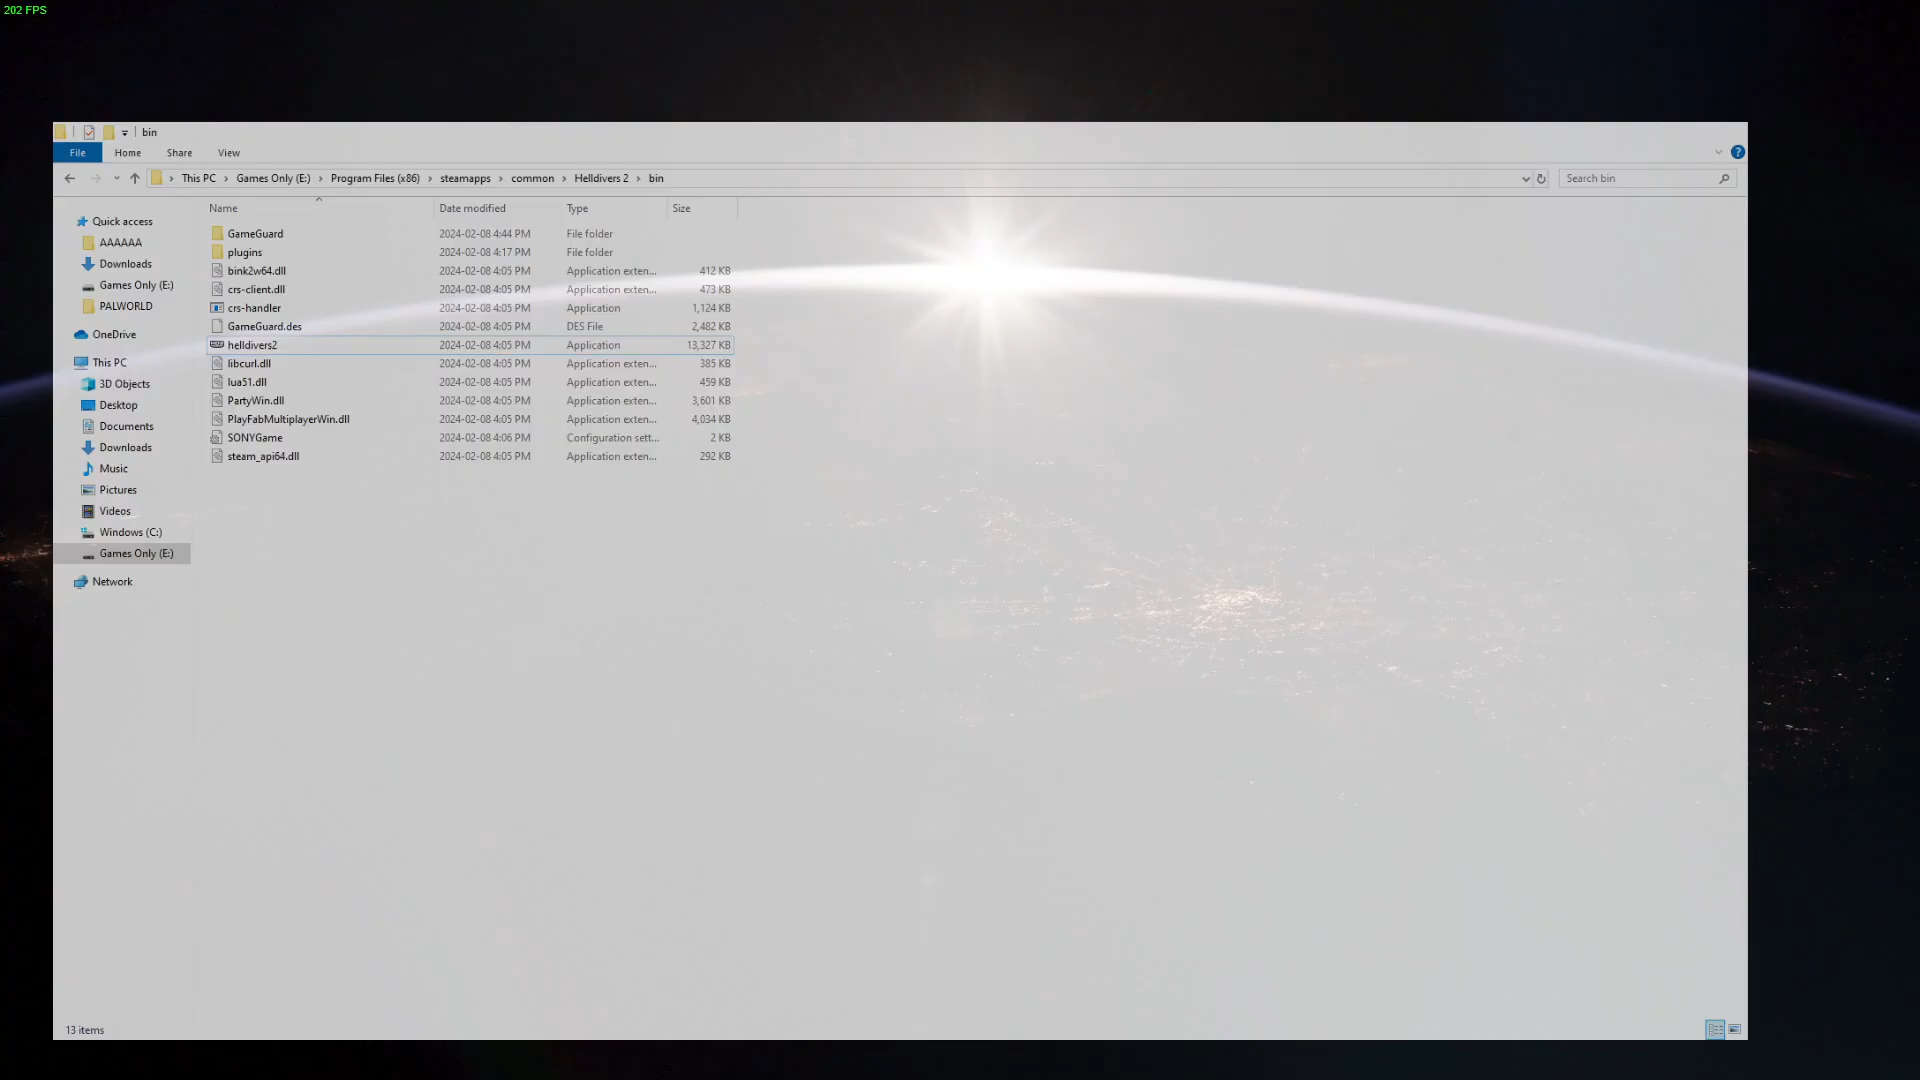 202 FPS
bin
File Home Share View
This PC Games Only (E:) Program Files (x86) steamapps common Helldivers 2 bin Search bin
Name Date modified Type Size
Quick access
AAAAAA
Downloads
Games Only (E:)
PALWORLD
OneDrive
This PC
3D Objects
Desktop
Documents
Downloads
Music
Pictures
Videos
Windows (C:)
Games Only (E:)
Network
GameGuard 2024-02-08 4:44 PM File folder
plugins 2024-02-08 4:17 PM File folder
bink2w64.dll 2024-02-08 4:05 PM Application exten... 412 KB
crs-client.dll 2024-02-08 4:05 PM Application exten... 473 KB
crs-handler 2024-02-08 4:05 PM Application 1,124 KB
GameGuard.des 2024-02-08 4:05 PM DES File 2,482 KB
helldivers2 2024-02-08 4:05 PM Application 13,327 KB
libcurl.dll 2024-02-08 4:05 PM Application exten... 385 KB
lua51.dll 2024-02-08 4:05 PM Application exten... 459 KB
PartyWin.dll 2024-02-08 4:05 PM Application exten... 3,601 KB
PlayFabMultiplayerWin.dll 2024-02-08 4:05 PM Application exten... 4,034 KB
SONYGame 2024-02-08 4:06 PM Configuration sett... 2 KB
steam_api64.dll 2024-02-08 4:05 PM Application exten... 292 KB
13 items